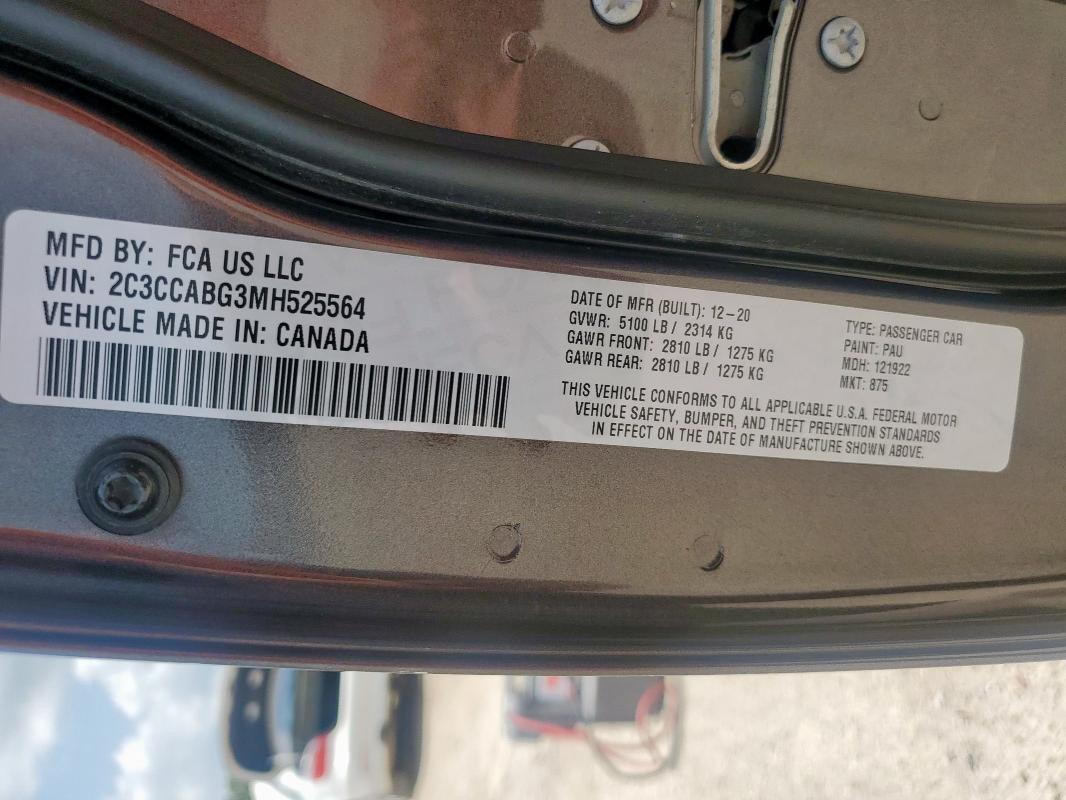 MFD BY: FCA US LLC
VIN: 2C3CCABG3MH525564
VEHICLE MADE IN: CANADA
DATE OF MFR (BUILT): 12-20
GVWR: 5100 LB / 2314 KG
GAWR FRONT: 2810 LB / 1275 KG
GAWR REAR: 2810 LB / 1275 KG
TYPE: PASSENGER CAR
PAINT: PAU
MDH: 121922
MKT: 875
THIS VEHICLE CONFORMS TO ALL APPLICABLE U.S.A. FEDERAL MOTOR
VEHICLE SAFETY, BUMPER, AND THEFT PREVENTION STANDARDS
IN EFFECT ON THE DATE OF MANUFACTURE SHOWN ABOVE.